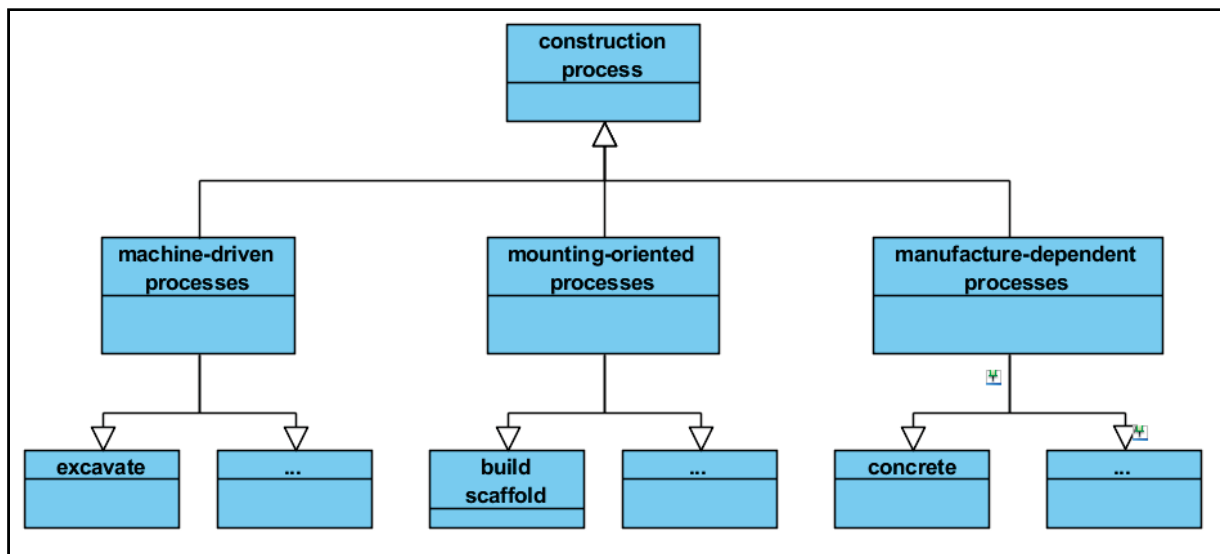 construction
process
machine-driven
processes
mounting-oriented
processes
manufacture-dependent
processes
excavate
...
build
scaffold
...
concrete
...